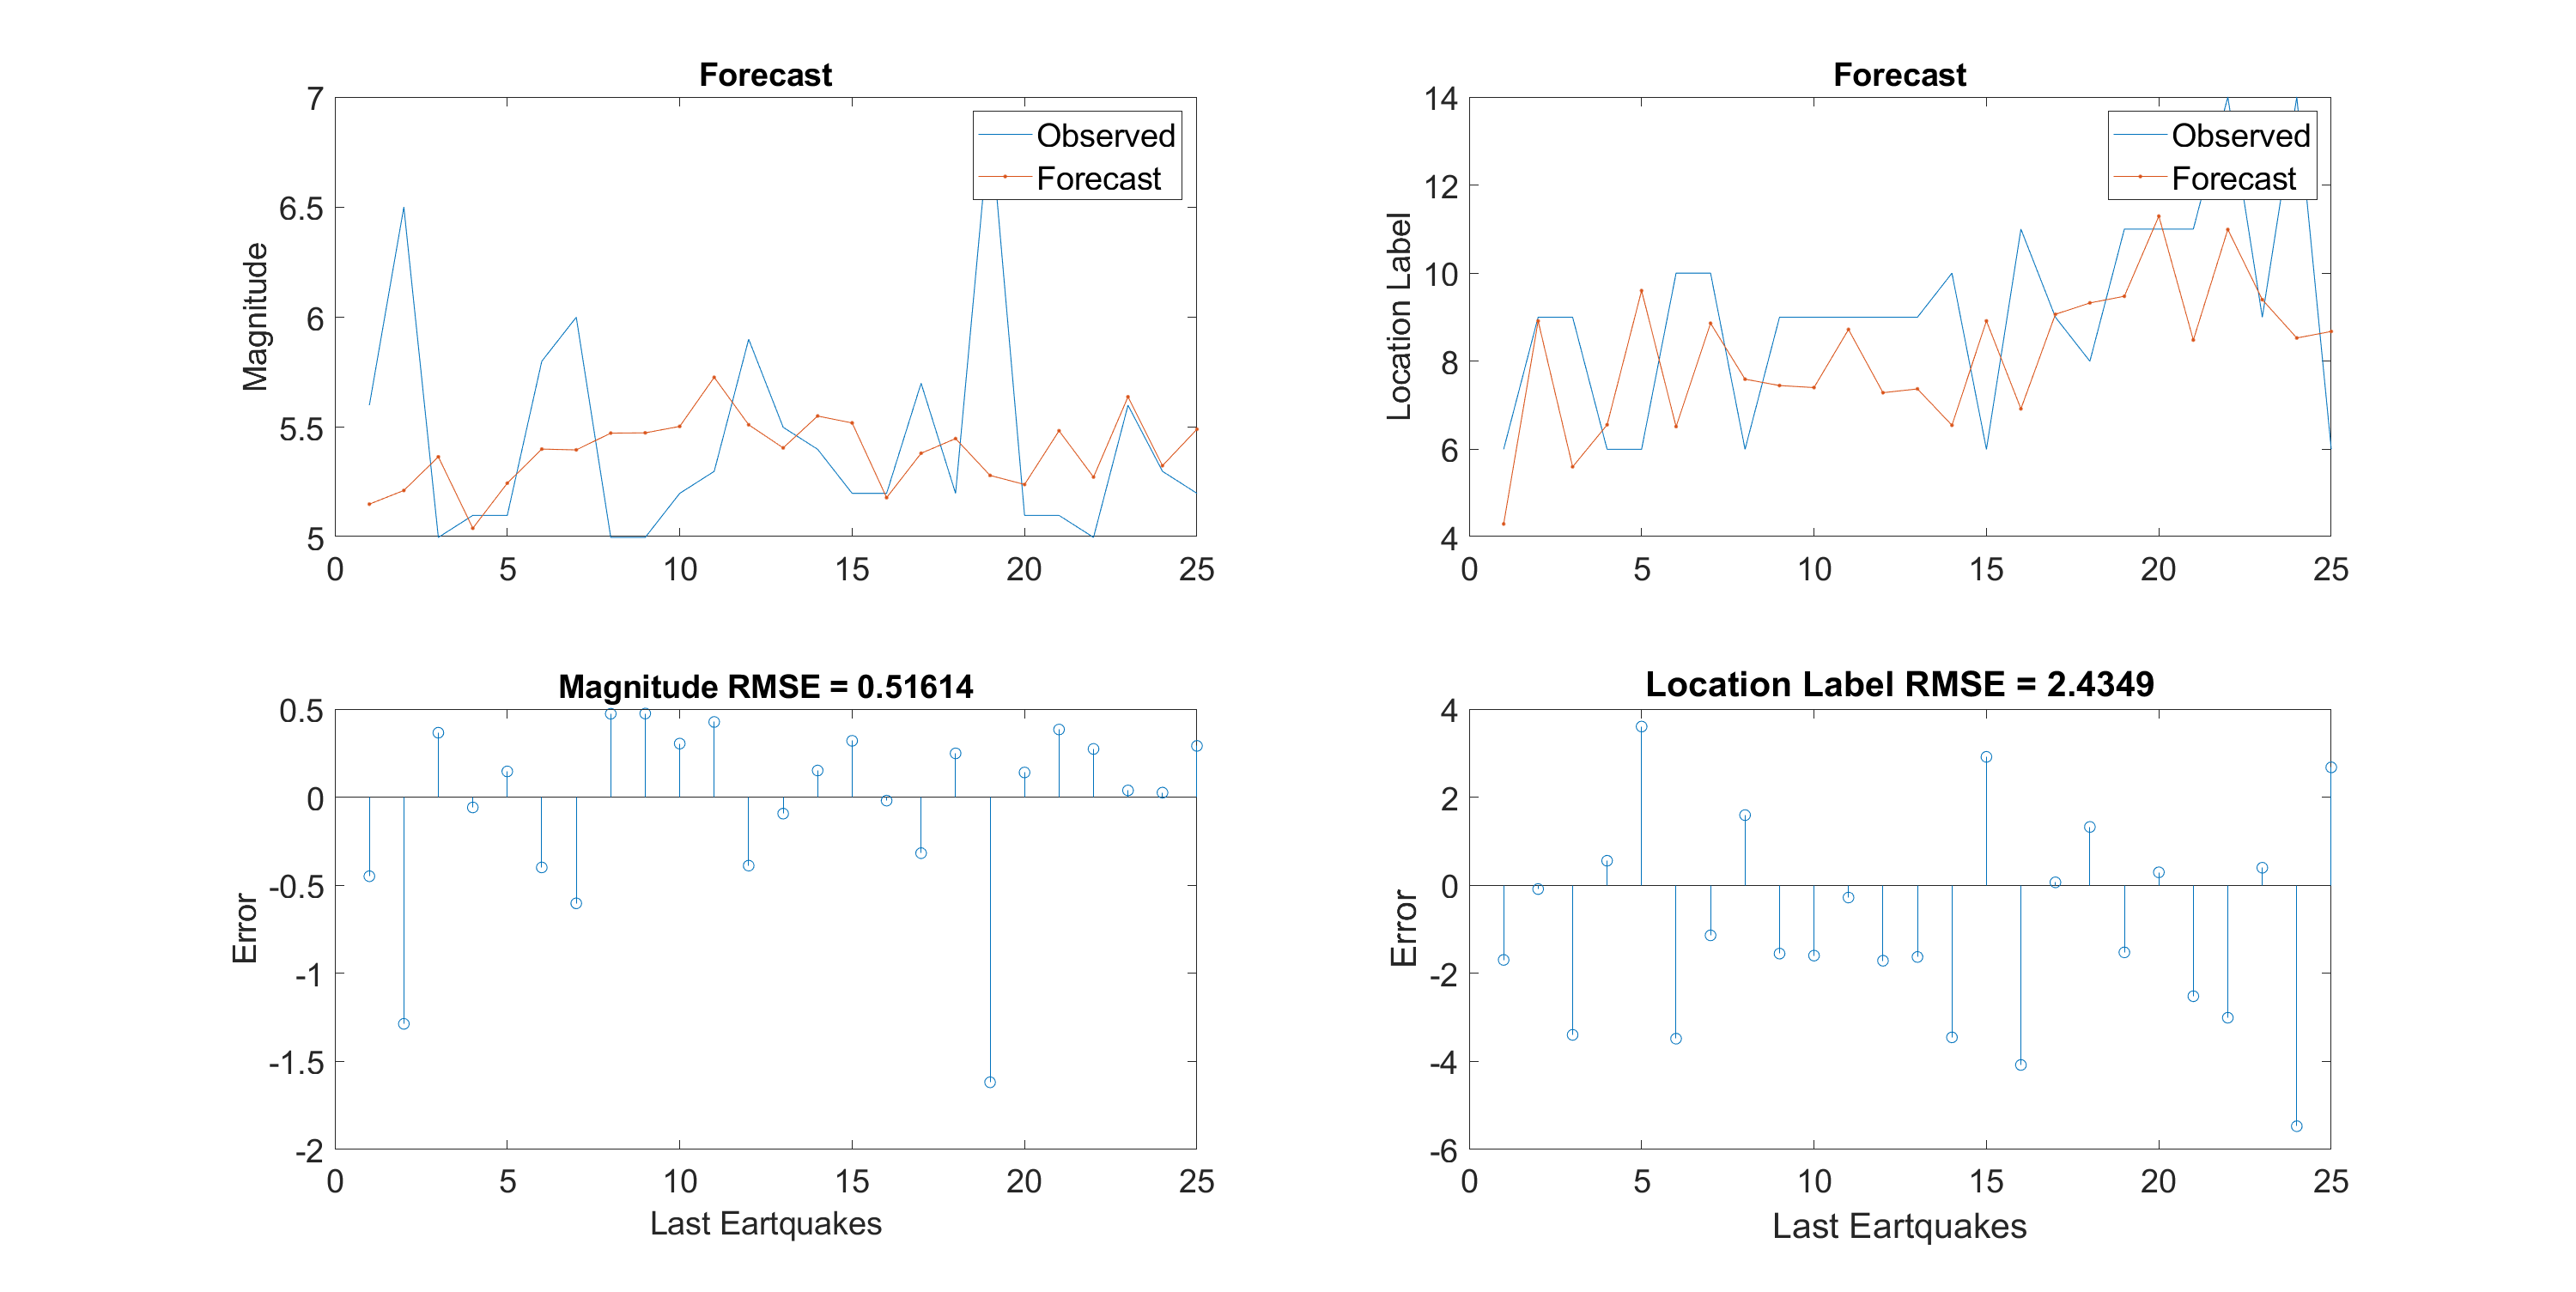 Forecast
7
6.5
6
5.5
5
Magnitude
Observed
Forecast
0 5 10 15 20 25
Forecast
14
12
10
8
6
4
Location Label
Observed
Forecast
0 5 10 15 20 25
Magnitude RMSE = 0.51614
0.5
0
-0.5
-1
-1.5
-2
Error
0 5 10 15 20 25
Last Eartquakes
Location Label RMSE = 2.4349
4
2
0
-2
-4
-6
Error
0 5 10 15 20 25
Last Eartquakes